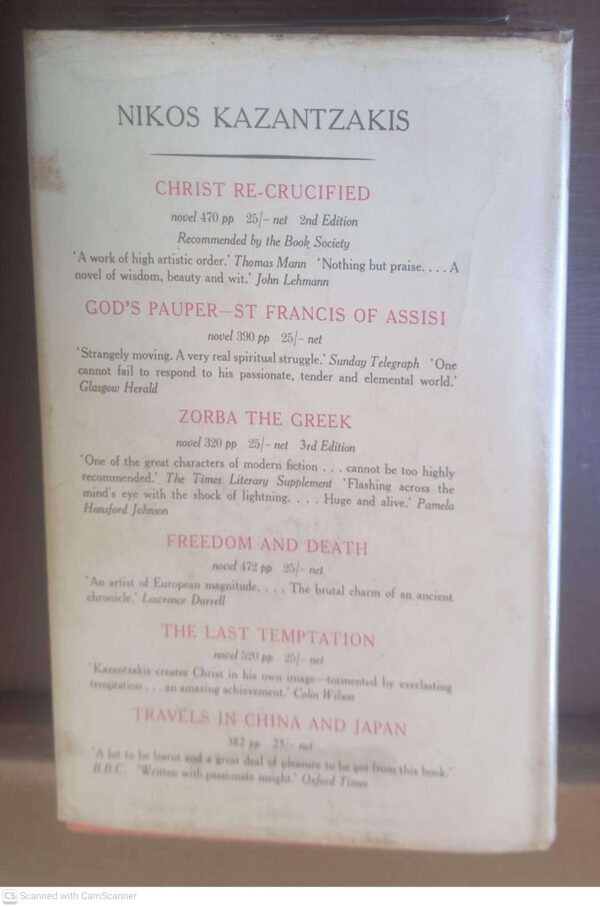 NIKOS KAZANTZAKIS
CHRIST RE-CRUCIFIED
novel 470 pp 25/– net 2nd Edition
Recommended by the Book Society
'A work of high artistic order.' Thomas Mann 'Nothing but praise. . . . A
novel of wisdom, beauty and wit.' John Lehmann
GOD'S PAUPER—ST FRANCIS OF ASSISI
novel 390 pp 25/– net
'Strangely moving. A very real spiritual struggle.' Sunday Telegraph 'One
cannot fail to respond to his passionate, tender and elemental world.'
Glasgow Herald
ZORBA THE GREEK
novel 320 pp 25/– net 3rd Edition
'One of the great characters of modern fiction . . . cannot be too highly
recommended.' The Times Literary Supplement 'Flashing across the
mind's eye with the shock of lightning. . . . Huge and alive.' Pamela
Hansford Johnson
FREEDOM AND DEATH
novel 472 pp 25/– net
'An artist of European magnitude. . . . The brutal charm of an ancient
chronicle.' Lawrence Durrell
THE LAST TEMPTATION
novel 520 pp 25/– net
'Kazantzakis creates Christ in his own image—tormented by everlasting
temptation . . . an amazing achievement.' Colin Wilson
TRAVELS IN CHINA AND JAPAN
382 pp 25/– net
'A lot to be learnt and a great deal of pleasure to be got from this book.'
B.B.C. 'Written with passionate insight.' Oxford Times
CS Scanned with CamScanner